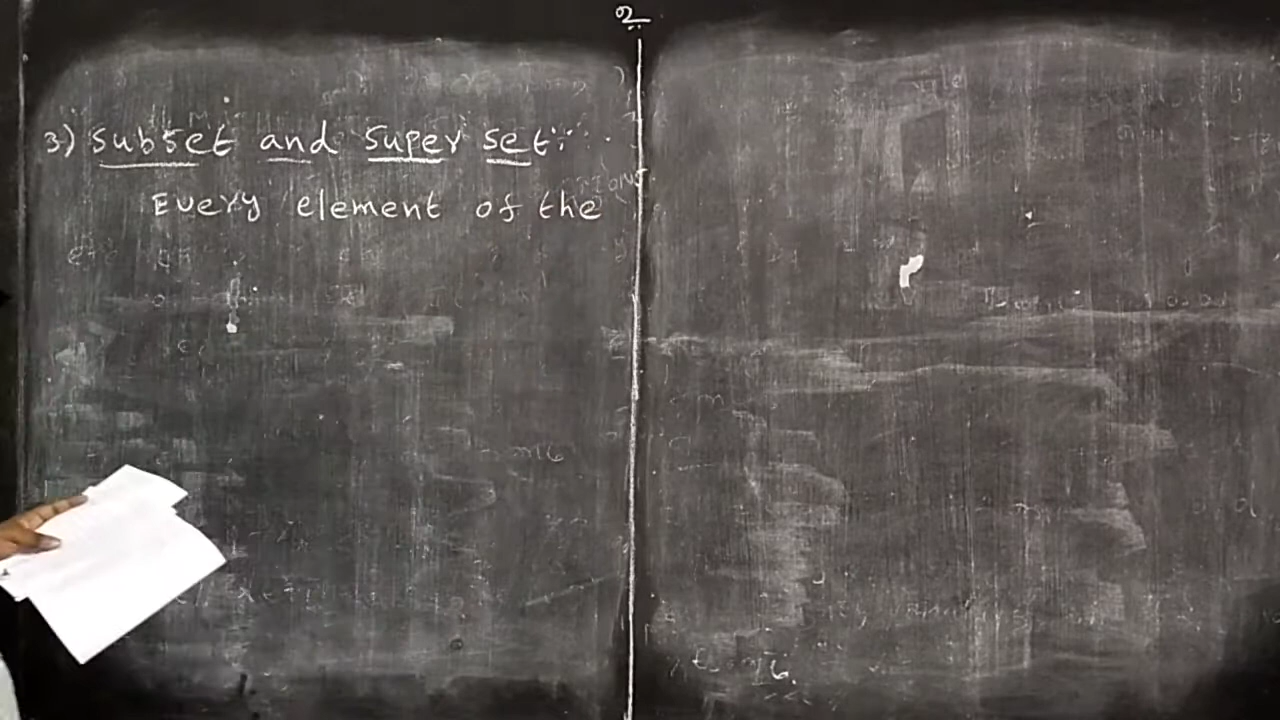 2
3) Subset and Super set:
Every element of the